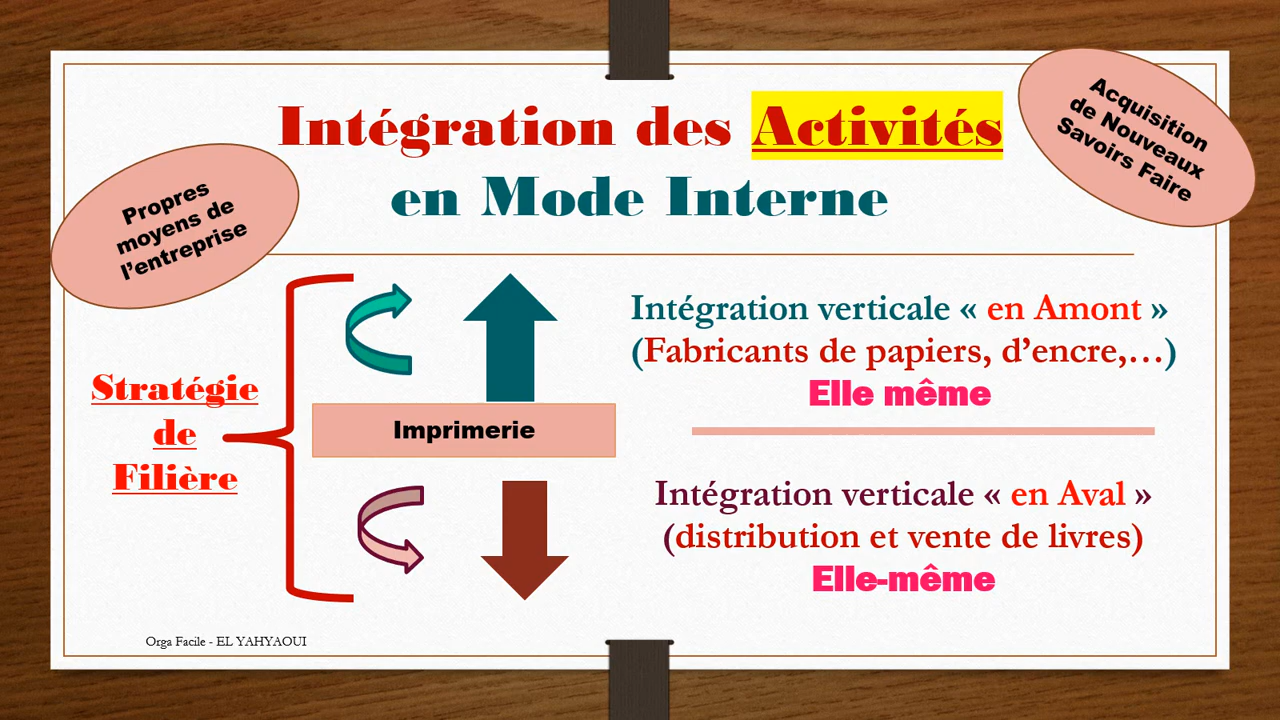 Intégration des Activités
en Mode Interne
Acquisition
de Nouveaux
Savoirs Faire
Propres
moyens de
l'entreprise
Stratégie
de
Filière
Imprimerie
Intégration verticale « en Amont »
(Fabricants de papiers, d'encre,…)
Elle même
Intégration verticale « en Aval »
(distribution et vente de livres)
Elle-même
Orga Facile - EL YAHYAOUI